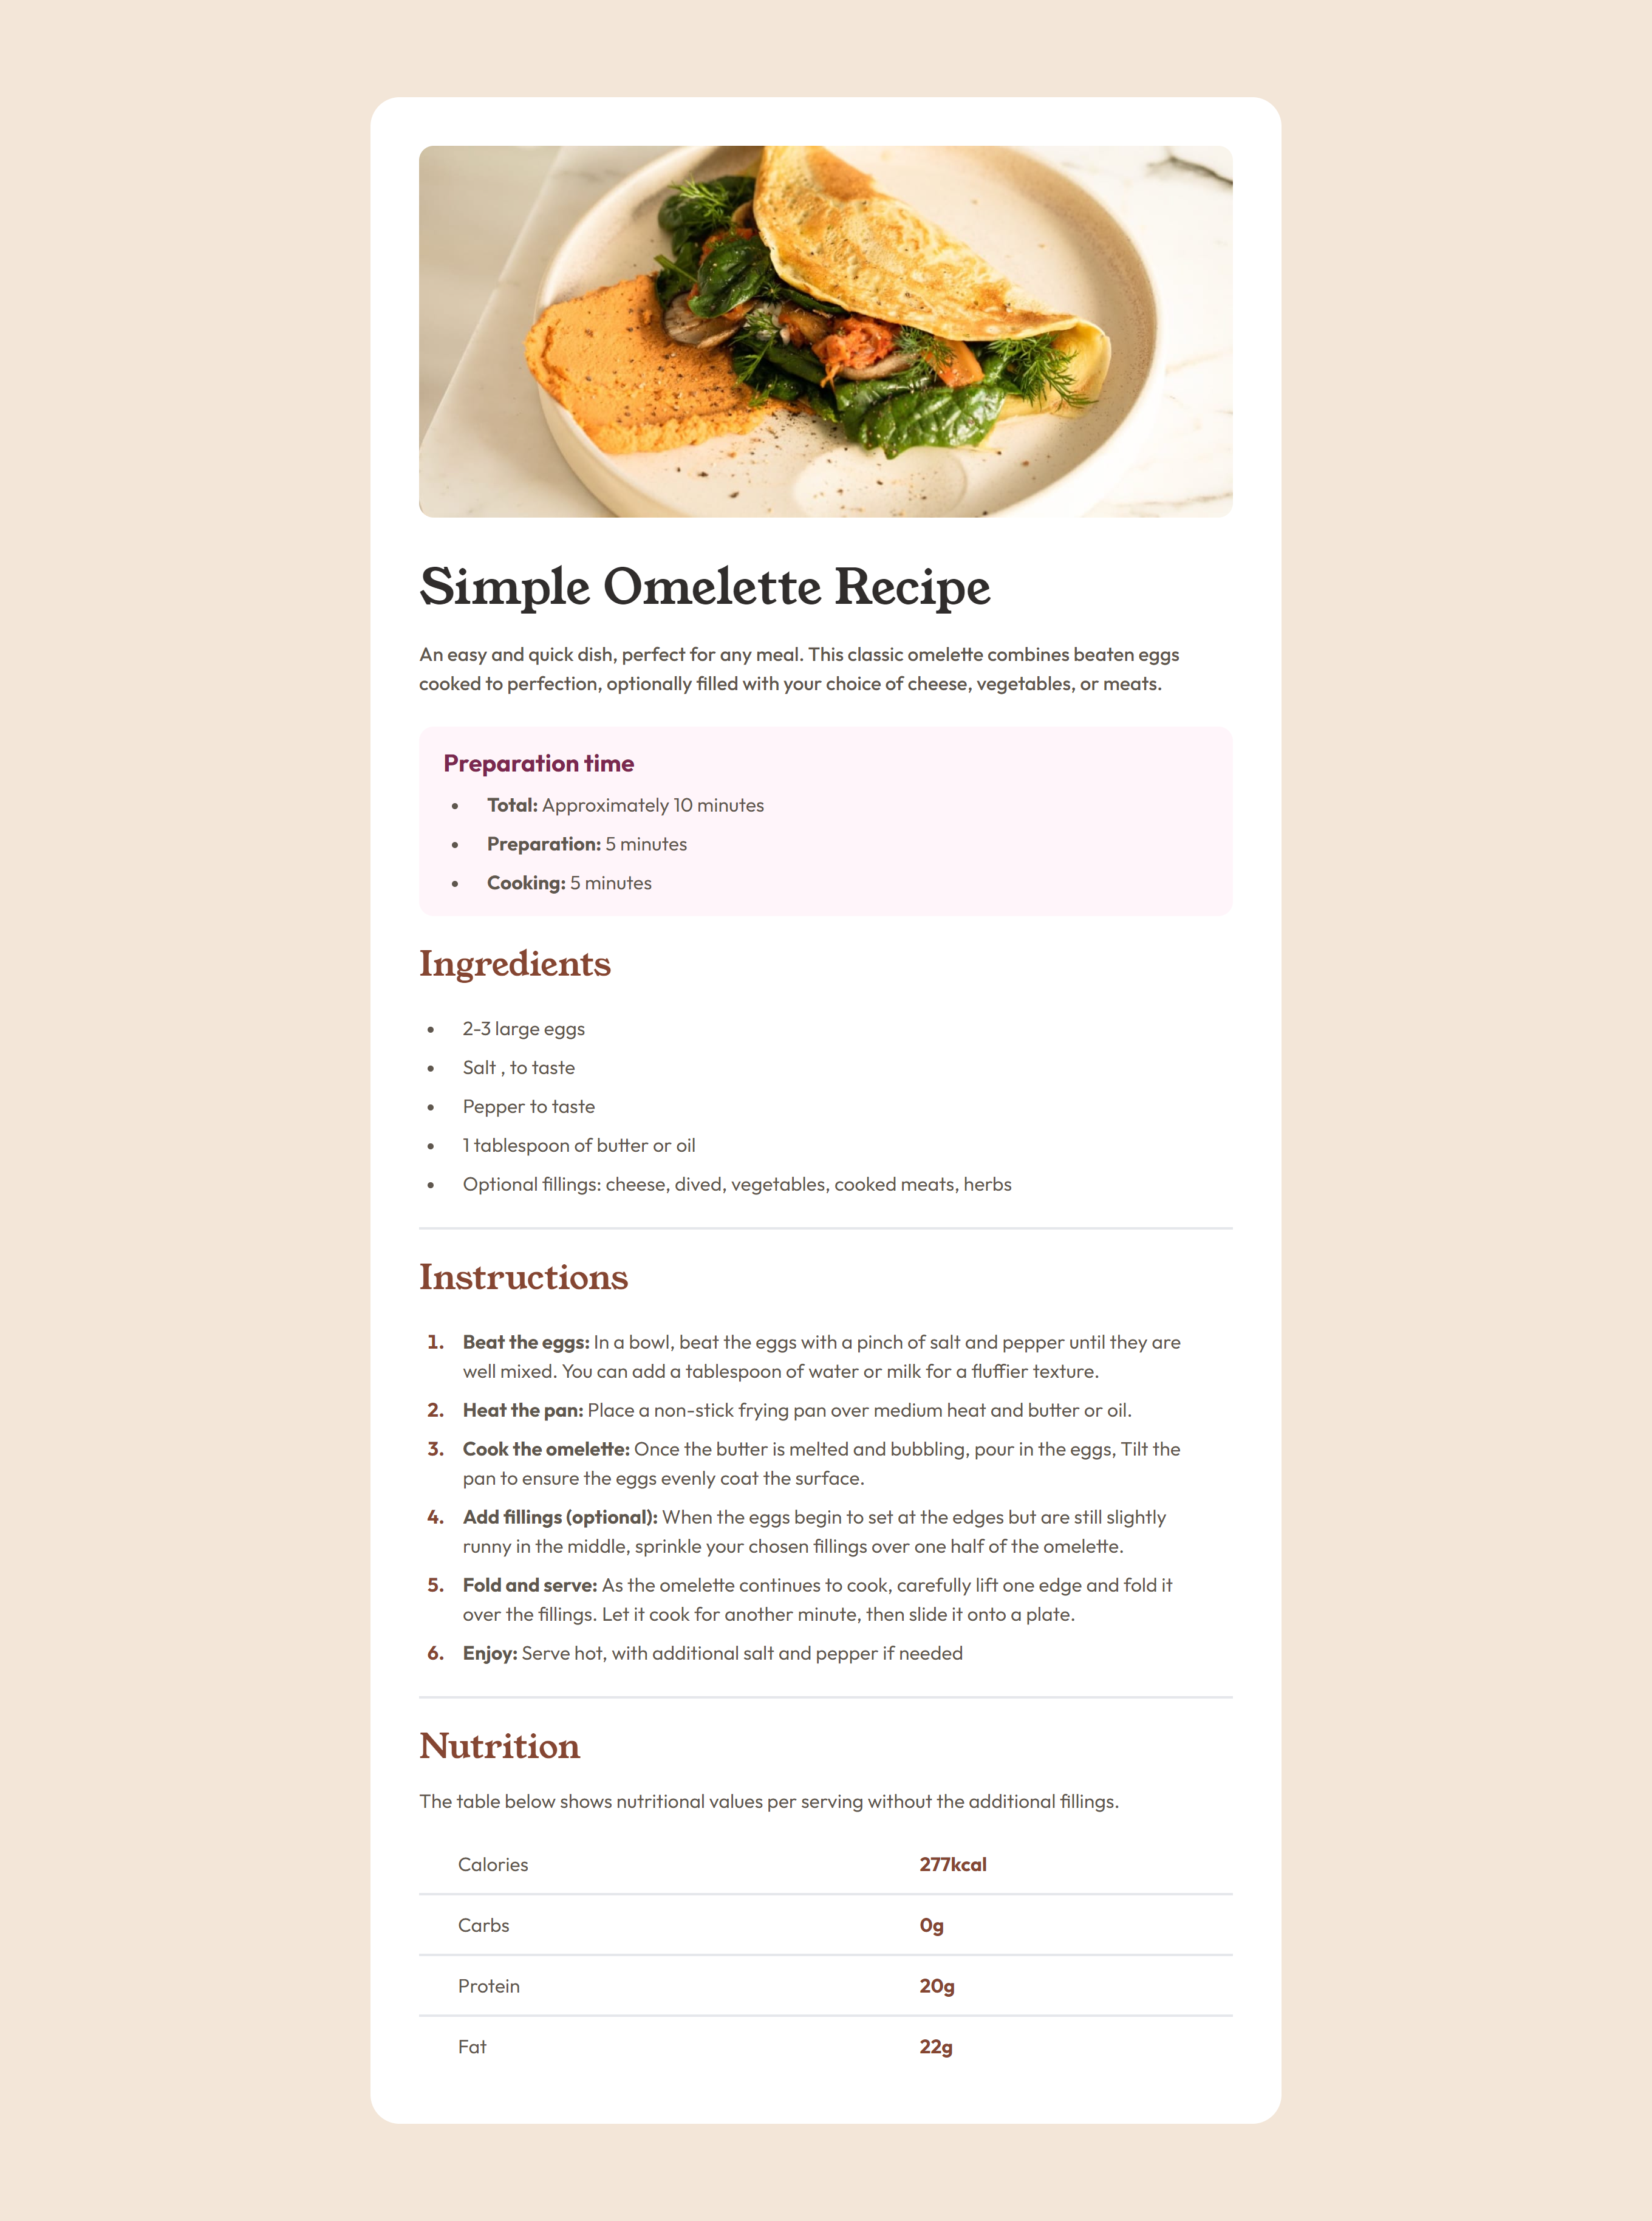 Simple Omelette Recipe
An easy and quick dish, perfect for any meal. This classic omelette combines beaten eggs
cooked to perfection, optionally filled with your choice of cheese, vegetables, or meats.
Preparation time
• Total: Approximately 10 minutes
• Preparation: 5 minutes
• Cooking: 5 minutes
Ingredients
• 2-3 large eggs
• Salt , to taste
• Pepper to taste
• 1 tablespoon of butter or oil
• Optional fillings: cheese, dived, vegetables, cooked meats, herbs
Instructions
1. Beat the eggs: In a bowl, beat the eggs with a pinch of salt and pepper until they are
well mixed. You can add a tablespoon of water or milk for a fluffier texture.
2. Heat the pan: Place a non-stick frying pan over medium heat and butter or oil.
3. Cook the omelette: Once the butter is melted and bubbling, pour in the eggs, Tilt the
pan to ensure the eggs evenly coat the surface.
4. Add fillings (optional): When the eggs begin to set at the edges but are still slightly
runny in the middle, sprinkle your chosen fillings over one half of the omelette.
5. Fold and serve: As the omelette continues to cook, carefully lift one edge and fold it
over the fillings. Let it cook for another minute, then slide it onto a plate.
6. Enjoy: Serve hot, with additional salt and pepper if needed
Nutrition
The table below shows nutritional values per serving without the additional fillings.
Calories 277kcal
Carbs 0g
Protein 20g
Fat 22g